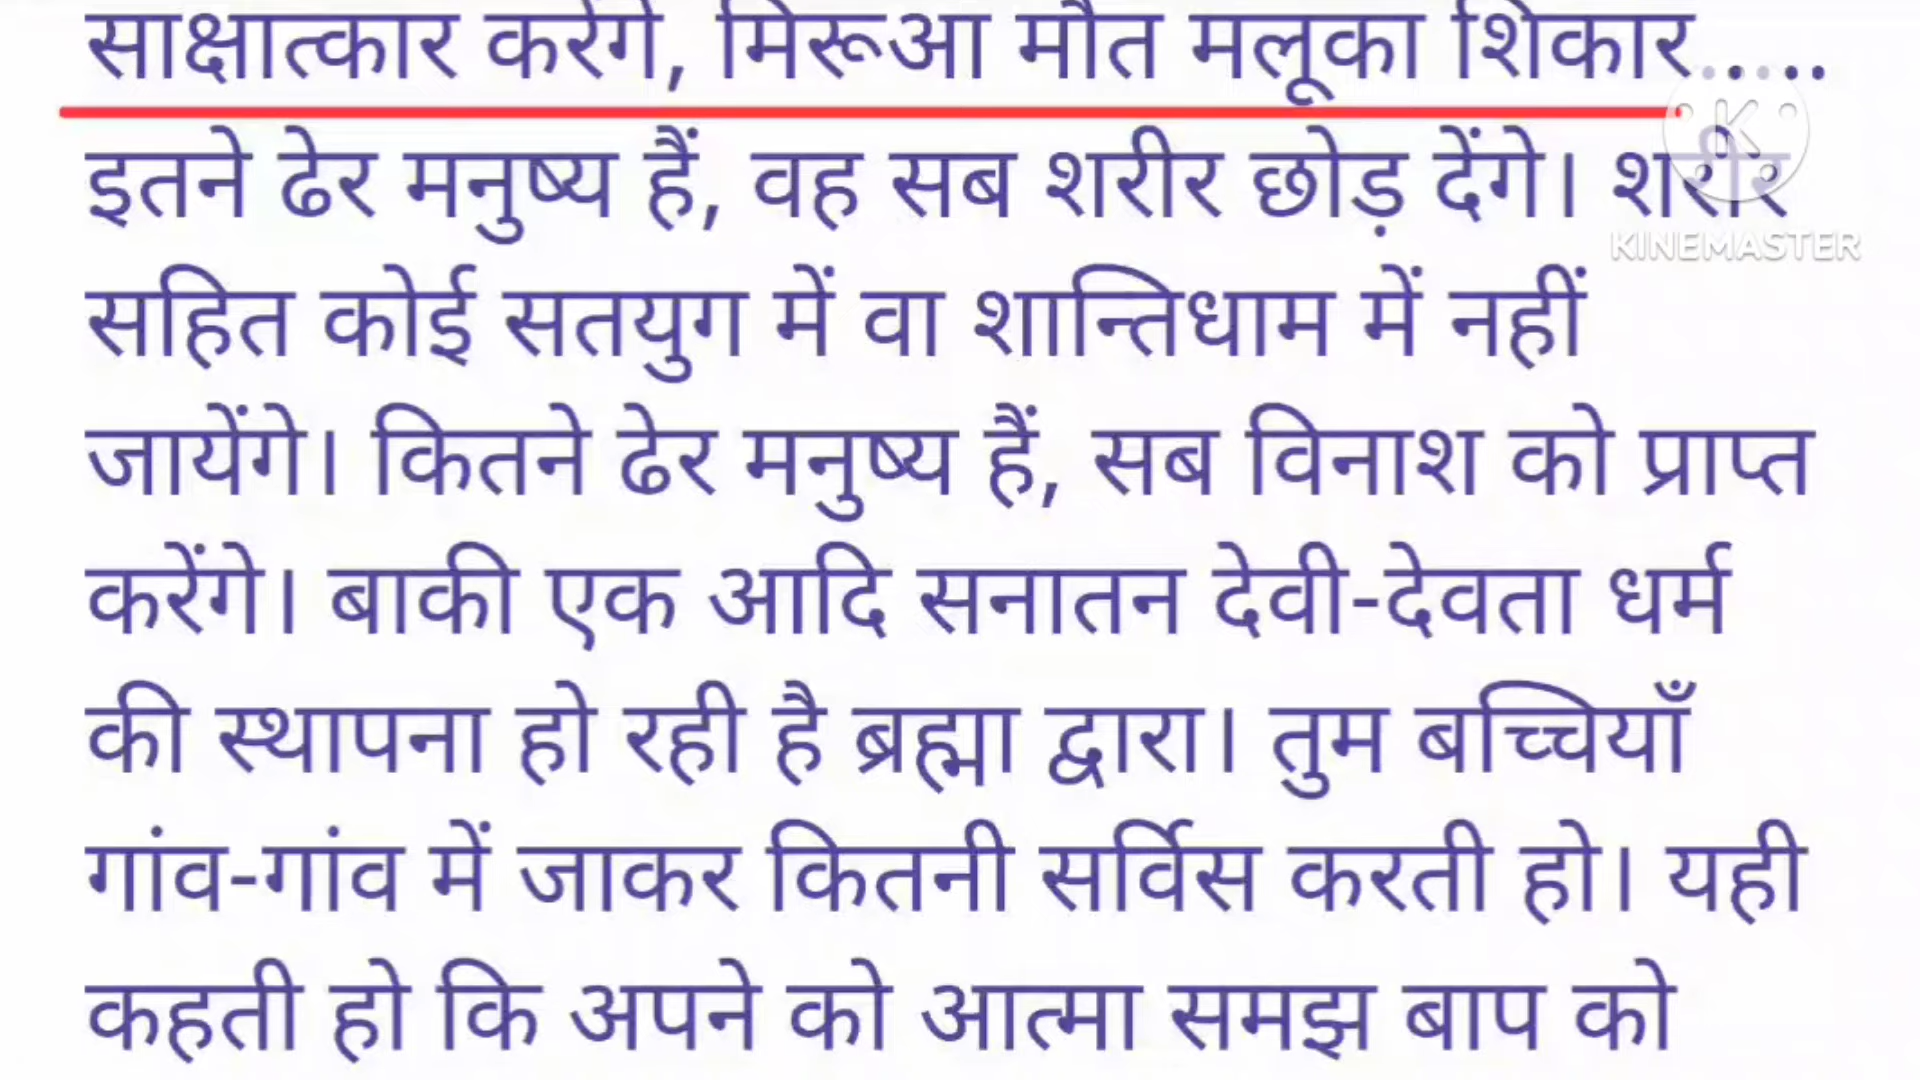 साक्षात्कार करेंगे, मिरूआ मौत मलूका शिकार.....
इतने ढेर मनुष्य हैं, वह सब शरीर छोड़ देंगे। शरीर
KINEMASTER
सहित कोई सतयुग में वा शान्तिधाम में नहीं
जायेंगे। कितने ढेर मनुष्य हैं, सब विनाश को प्राप्त
करेंगे। बाकी एक आदि सनातन देवी-देवता धर्म
की स्थापना हो रही है ब्रह्मा द्वारा। तुम बच्चियाँ
गांव-गांव में जाकर कितनी सर्विस करती हो। यही
कहती हो कि अपने को आत्मा समझ बाप को